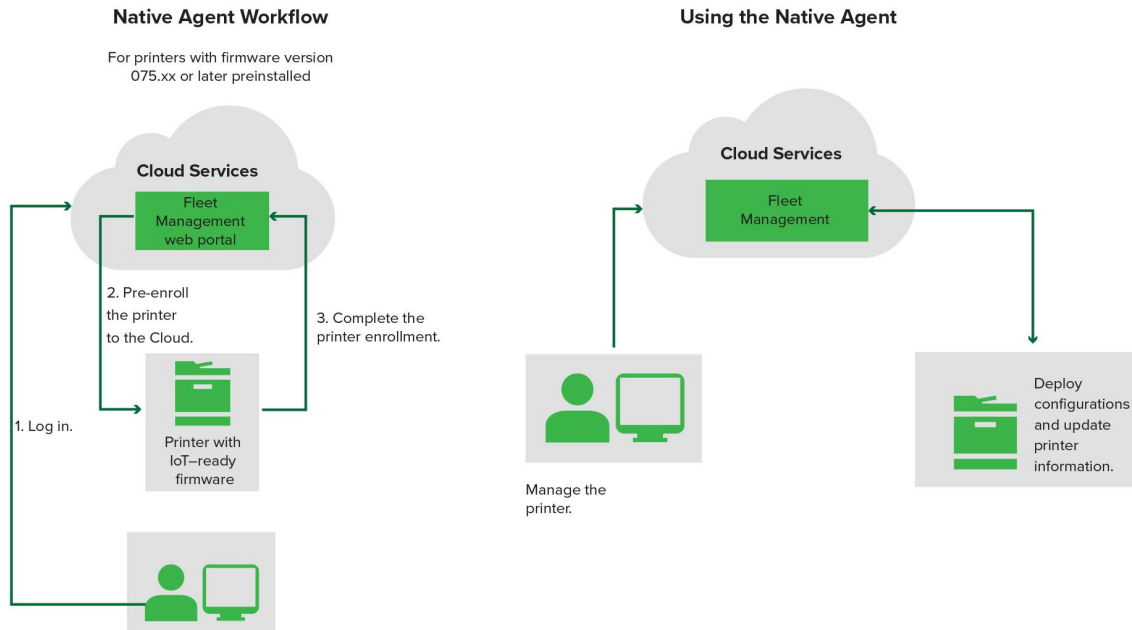 Native Agent Workflow
For printers with firmware version
075.xx or later preinstalled
Cloud Services
Fleet
Management
web portal
2. Pre-enroll
the printer
to the Cloud.
3. Complete the
printer enrollment.
1. Log in.
Printer with
IoT–ready
firmware
Using the Native Agent
Cloud Services
Fleet
Management
Manage the
printer.
Deploy
configurations
and update
printer
information.